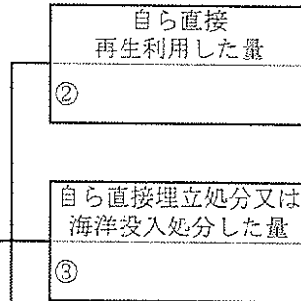 自ら直接
再生利用した量
②
自ら直接埋立処分又は
海洋投入処分した量
③